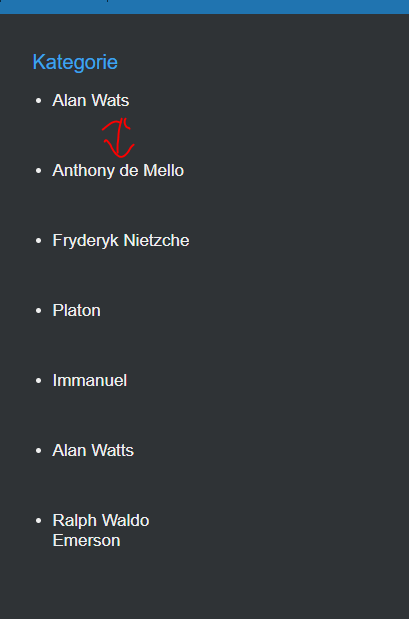 Kategorie
Alan Wats
Anthony de Mello
Fryderyk Nietzche
Platon
Immanuel
Alan Watts
Ralph Waldo
Emerson